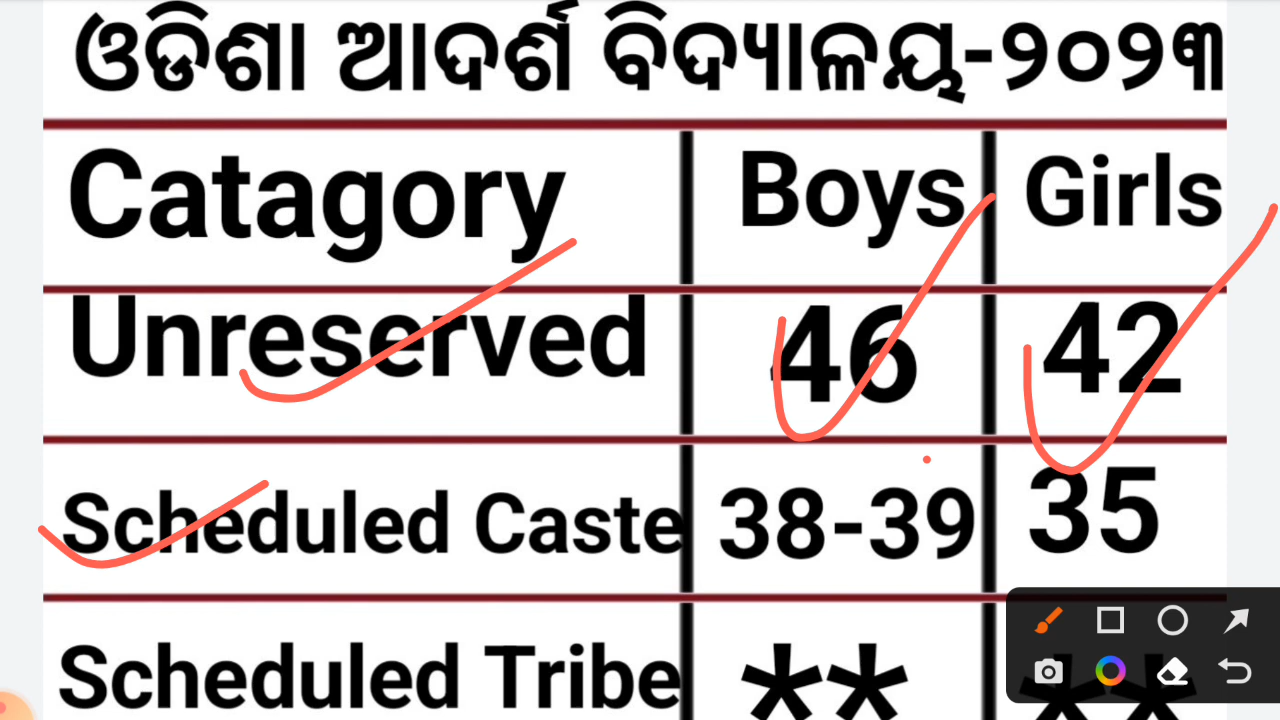 ଓଡିଶା ଆଦର୍ଶ ବିଦ୍ୟାଳୟ-୨୦୨୩
Catagory Boys Girls
Unreserved 46 42
Scheduled Caste 38-39 35
Scheduled Tribe ** **